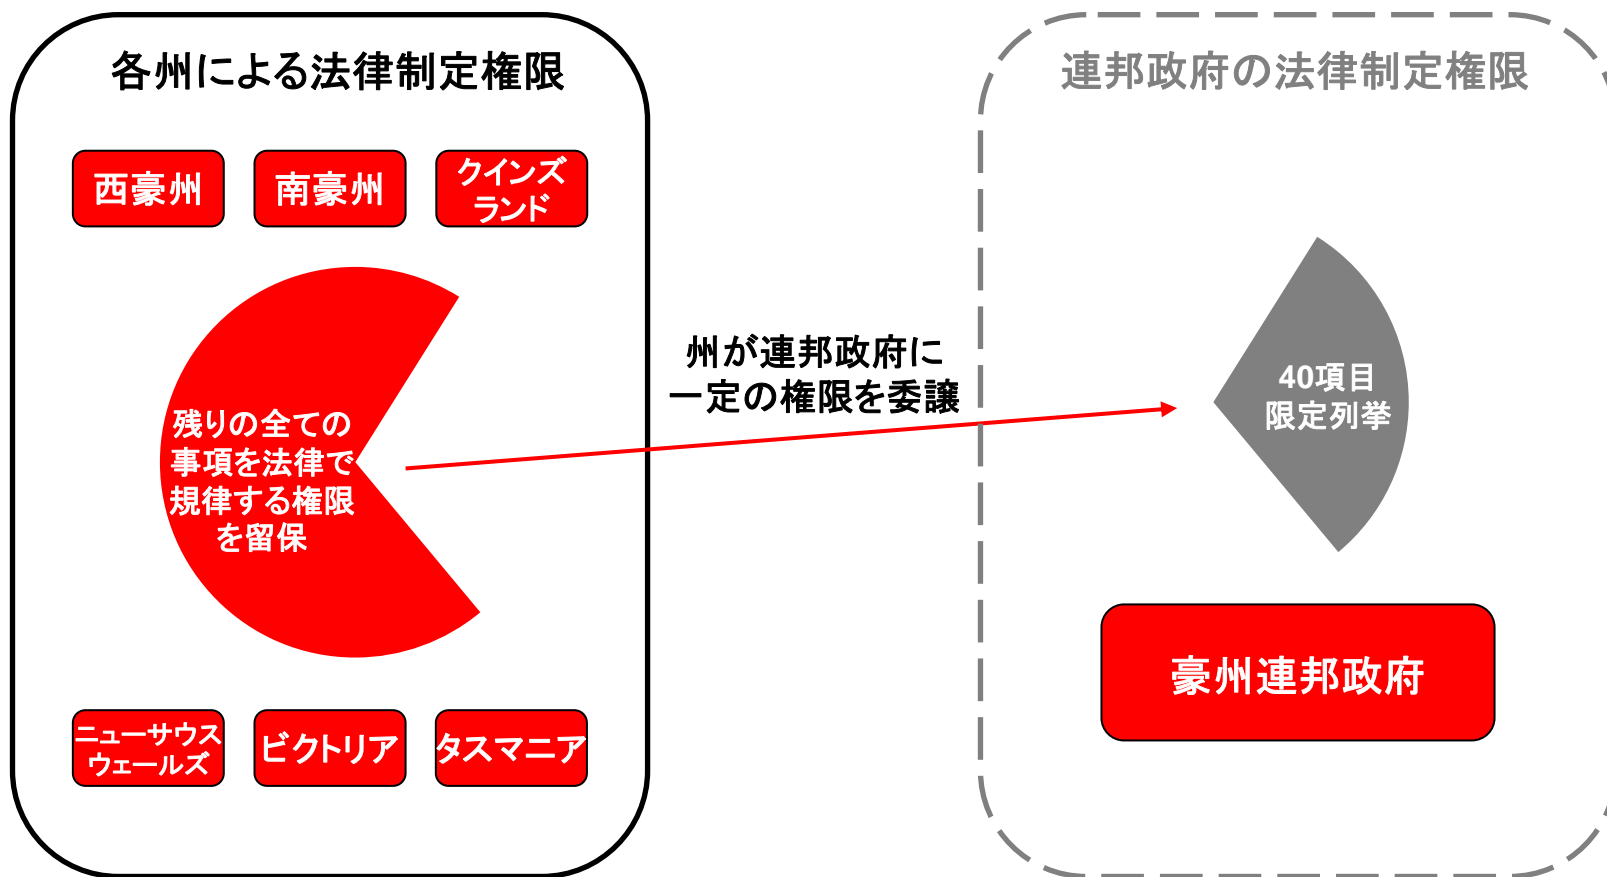 各州による法律制定権限
西豪州
南豪州
クインズ
ランド
残りの全ての
事項を法律で
規律する権限
を留保
ニューサウス
ウェールズ
ビクトリア
タスマニア
州が連邦政府に
一定の権限を委譲
連邦政府の法律制定権限
40項目
限定列挙
豪州連邦政府